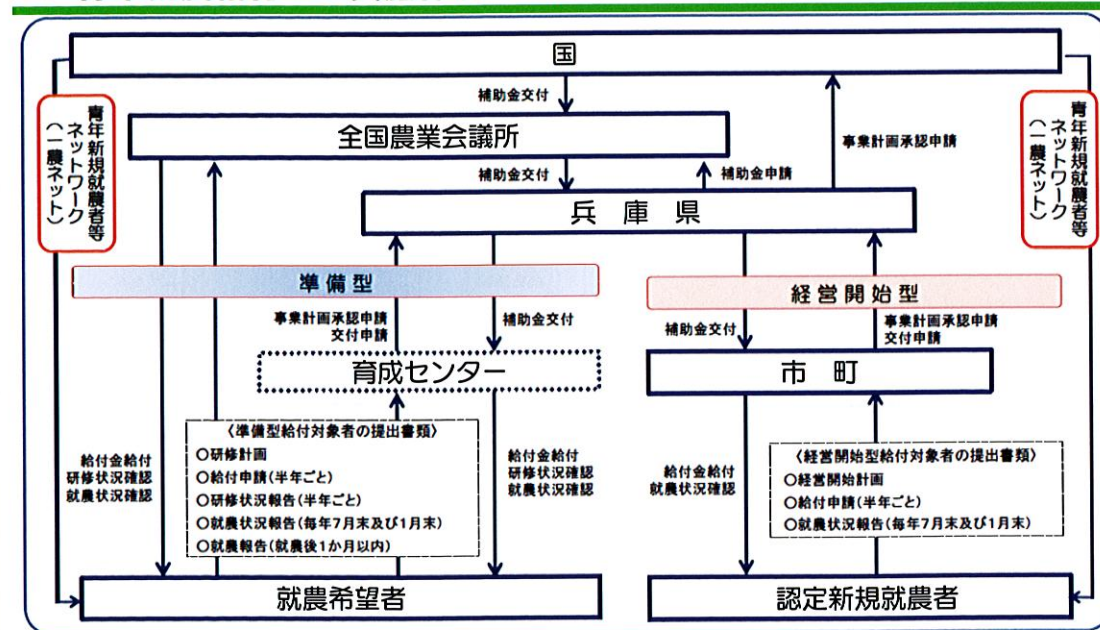 国
補助金交付
青年新規就農者等
ネットワーク
(一農ネット)
全国農業会議所
事業計画承認申請
青年新規就農者等
ネットワーク
(一農ネット)
補助金交付
補助金申請
兵庫県
準備型
経営開始型
事業計画承認申請
交付申請
補助金交付
補助金交付
事業計画承認申請
交付申請
育成センター
市町
〈準備型給付対象者の提出書類〉
○研修計画
○給付申請(半年ごと)
○研修状況報告(半年ごと)
○就農状況報告(毎年7月末及び1月末)
○就農報告(就農後1か月以内)
給付金給付
研修状況確認
就農状況確認
給付金給付
研修状況確認
就農状況確認
給付金給付
就農状況確認
〈経営開始型給付対象者の提出書類〉
○経営開始計画
○給付申請(半年ごと)
○就農状況報告(毎年7月末及び1月末)
就農希望者
認定新規就農者